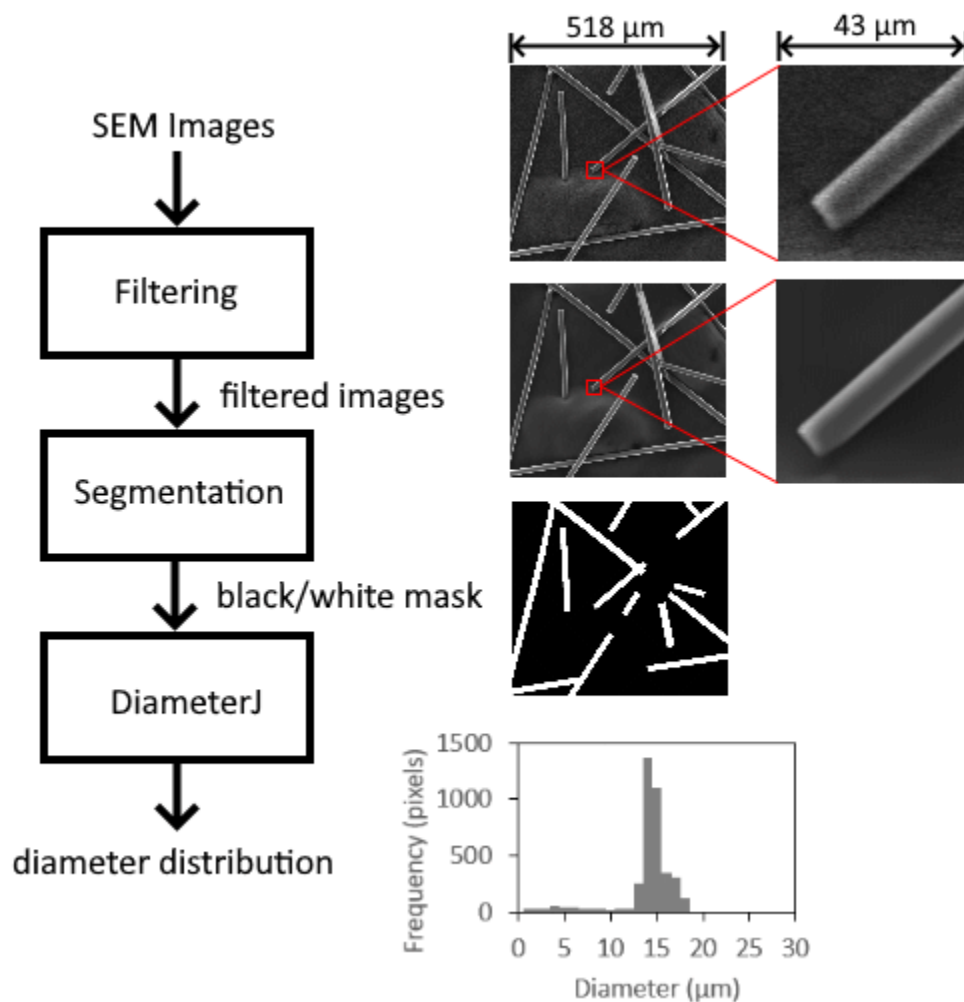 518 µm
43 µm
SEM Images
Filtering
filtered images
Segmentation
black/white mask
DiameterJ
diameter distribution
Frequency (pixels)
1500
1000
500
0
0 5 10 15 20 25 30
Diameter (µm)